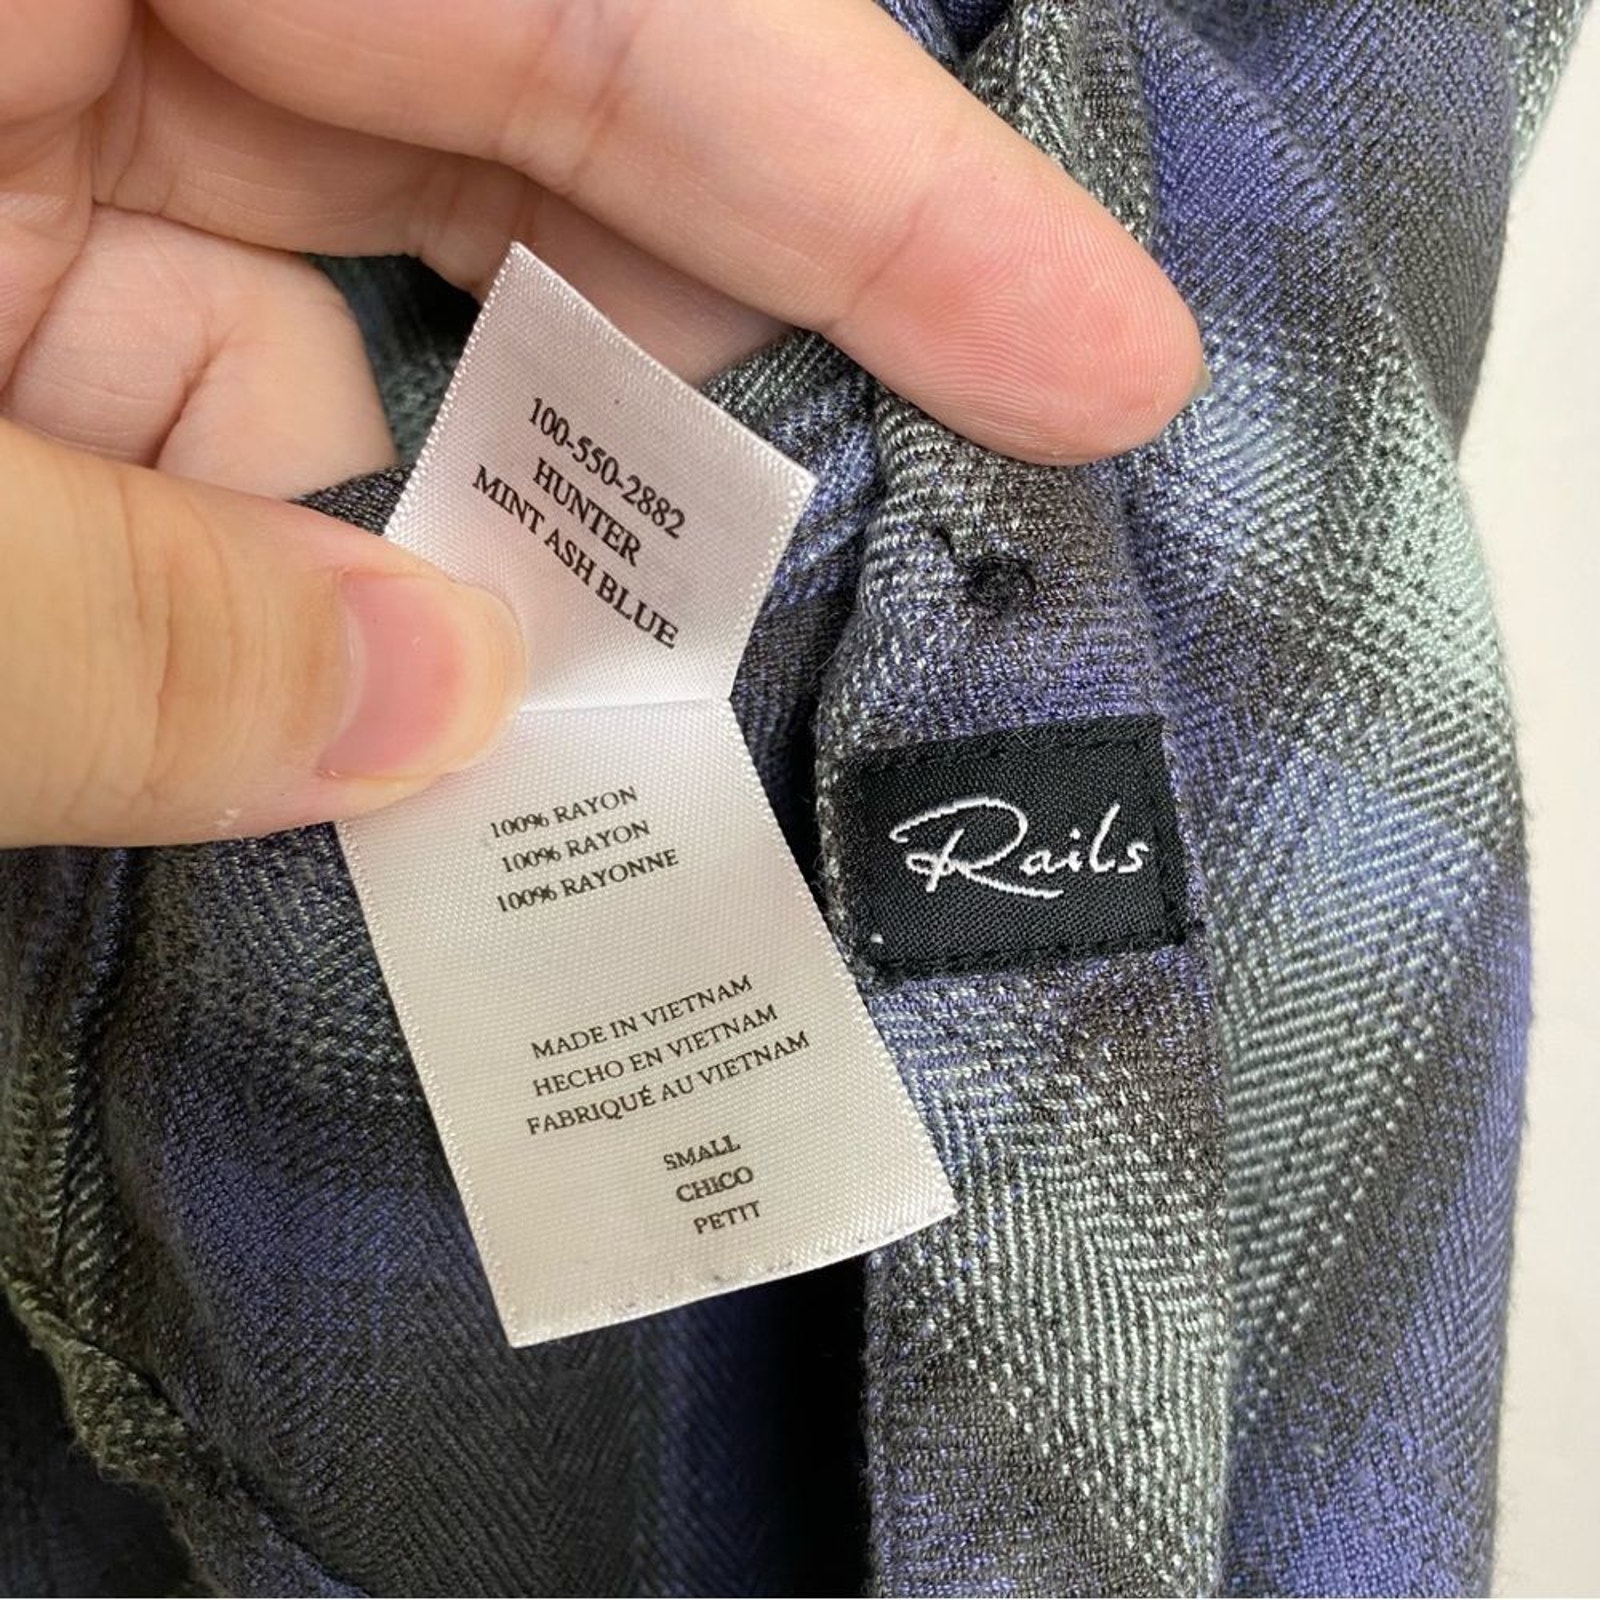 100-550-2882
HUNTER
MINT ASH BLUE
100% RAYON
100% RAYON
100% RAYONNE
MADE IN VIETNAM
HECHO EN VIETNAM
FABRIQUÉ AU VIETNAM
SMALL
CHICO
PETIT
Rails